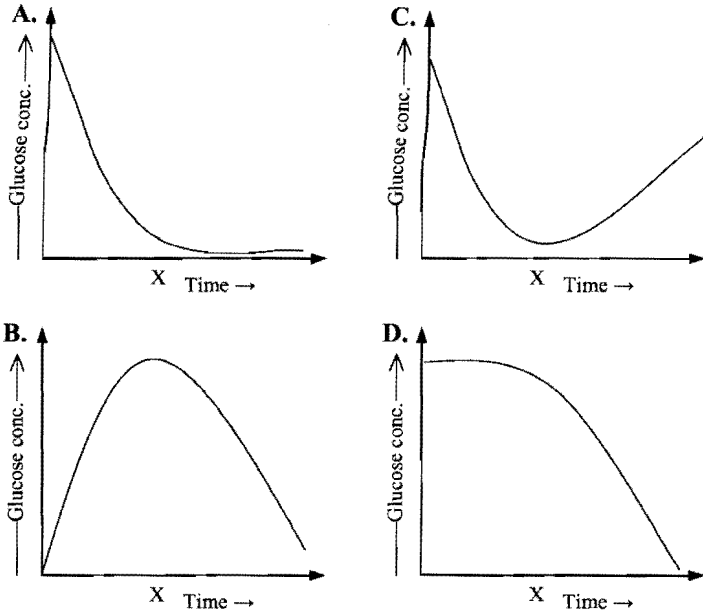 A.
Glucose conc.
X Time →
C.
Glucose conc.
X Time →
B.
Glucose conc.
X Time →
D.
Glucose conc.
X Time →